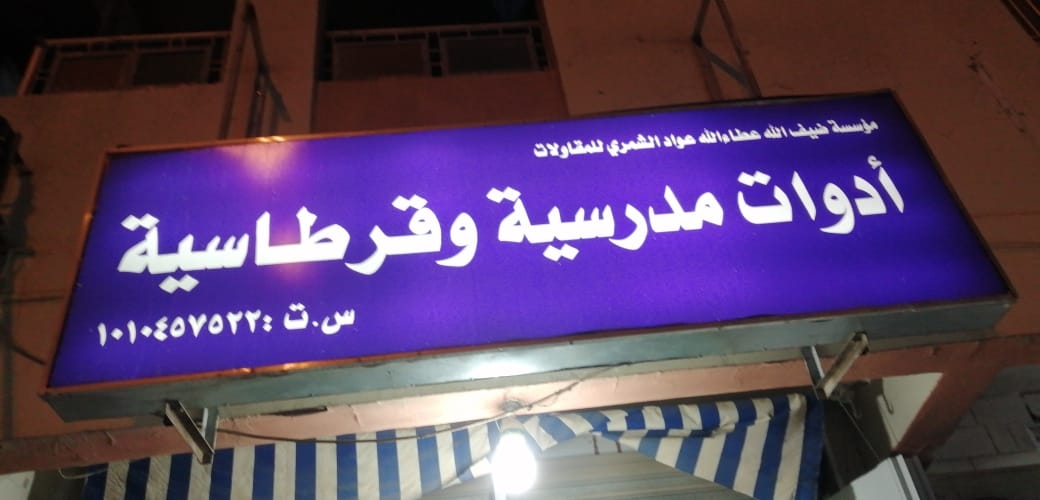 مؤسسة ضيف الله عطاءالله عواد الشمري للمقاولات
أدوات مدرسية وقرطاسية
س.ت :١٠١٠٤٥٧٥٢٢